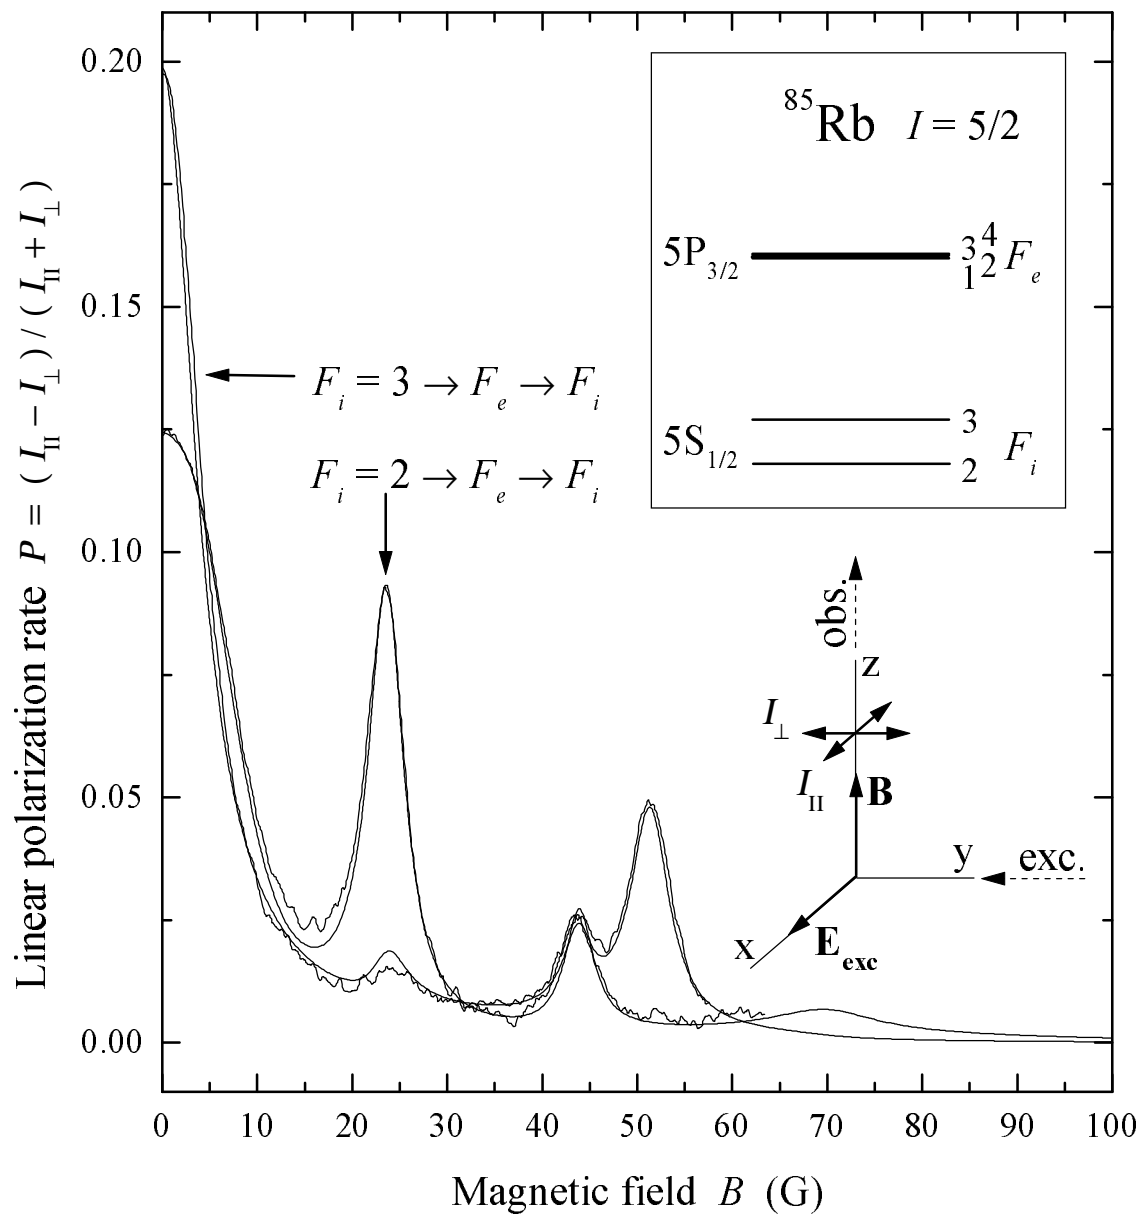 0.20
0.15
0.10
0.05
0.00
Linear polarization rate P = ( I_II − I_⊥ ) / ( I_II + I_⊥ )
⁸⁵Rb I = 5/2
5P_3/2
3 4
1 2
F_e
5S_1/2
3
2
F_i
F_i = 3 → F_e → F_i
F_i = 2 → F_e → F_i
obs.
z
I_⊥
I_II
B
y exc.
x E_exc
0 10 20 30 40 50 60 70 80 90 100
Magnetic field B (G)